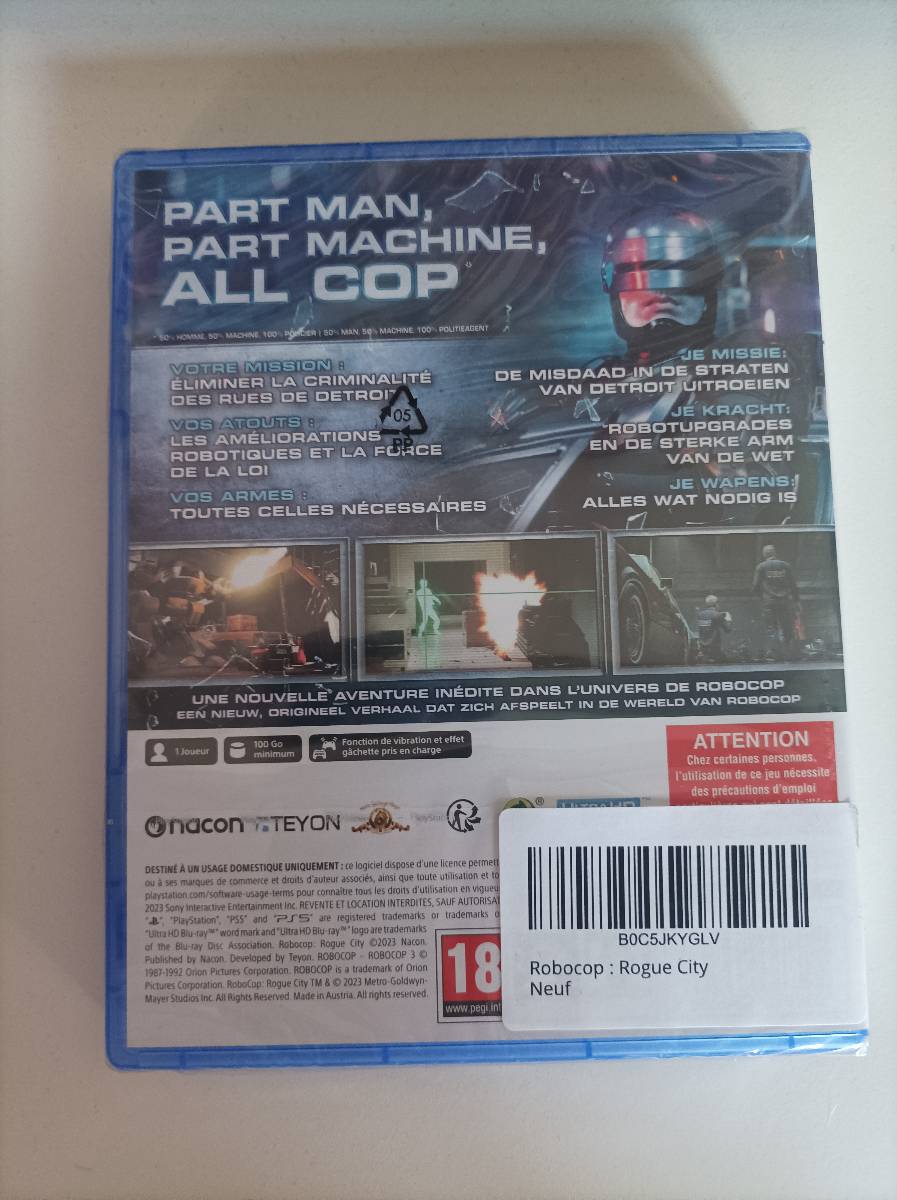 PART MAN,
PART MACHINE,
ALL COP*
* 50% HOMME, 50% MACHINE, 100% POLICIER | 50% MAN, 50% MACHINE, 100% POLITIEAGENT
VOTRE MISSION :
ÉLIMINER LA CRIMINALITÉ
DES RUES DE DETROIT
VOS ATOUTS :
LES AMÉLIORATIONS
ROBOTIQUES ET LA FORCE
DE LA LOI
VOS ARMES :
TOUTES CELLES NÉCESSAIRES
05
PP
JE MISSIE:
DE MISDAAD IN DE STRATEN
VAN DETROIT UITROEIEN
JE KRACHT:
ROBOTUPGRADES
EN DE STERKE ARM
VAN DE WET
JE WAPENS:
ALLES WAT NODIG IS
UNE NOUVELLE AVENTURE INÉDITE DANS L'UNIVERS DE ROBOCOP
EEN NIEUW, ORIGINEEL VERHAAL DAT ZICH AFSPEELT IN DE WERELD VAN ROBOCOP
1 Joueur
100 Go
minimum
Fonction de vibration et effet
gâchette pris en charge
ATTENTION
Chez certaines personnes,
l'utilisation de ce jeu nécessite
des précautions d'emploi
nacon
TEYON
® ULTRA HD ™
DESTINÉ À UN USAGE DOMESTIQUE UNIQUEMENT : ce logiciel dispose d'une licence
ou à ses marques de commerce et droits d'auteur associés, ainsi que toute utilisation et
playstation.com/software-usage-terms pour connaître tous les droits d'utilisation en
2023 Sony Interactive Entertainment Inc. REVENTE ET LOCATION INTERDITES, SAUF
", "PlayStation", "PS5" and "PS5" are registered trademarks or trademarks
"Ultra HD Blu-ray™" word mark and "Ultra HD Blu-ray™" logo are trademarks
of the Blu-ray Disc Association. Robocop: Rogue City ©2023 Nacon.
Published by Nacon. Developed by Teyon. ROBOCOP - ROBOCOP 3 ©
1987-1992 Orion Pictures Corporation. ROBOCOP is a trademark of Orion
Pictures Corporation. RoboCop: Rogue City TM & © 2023 Metro-Goldwyn-
Mayer Studios Inc. All Rights Reserved. Made in Austria. All rights reserved.
18
www.pegi.in
B0C5JKYGLV
Robocop : Rogue City
Neuf